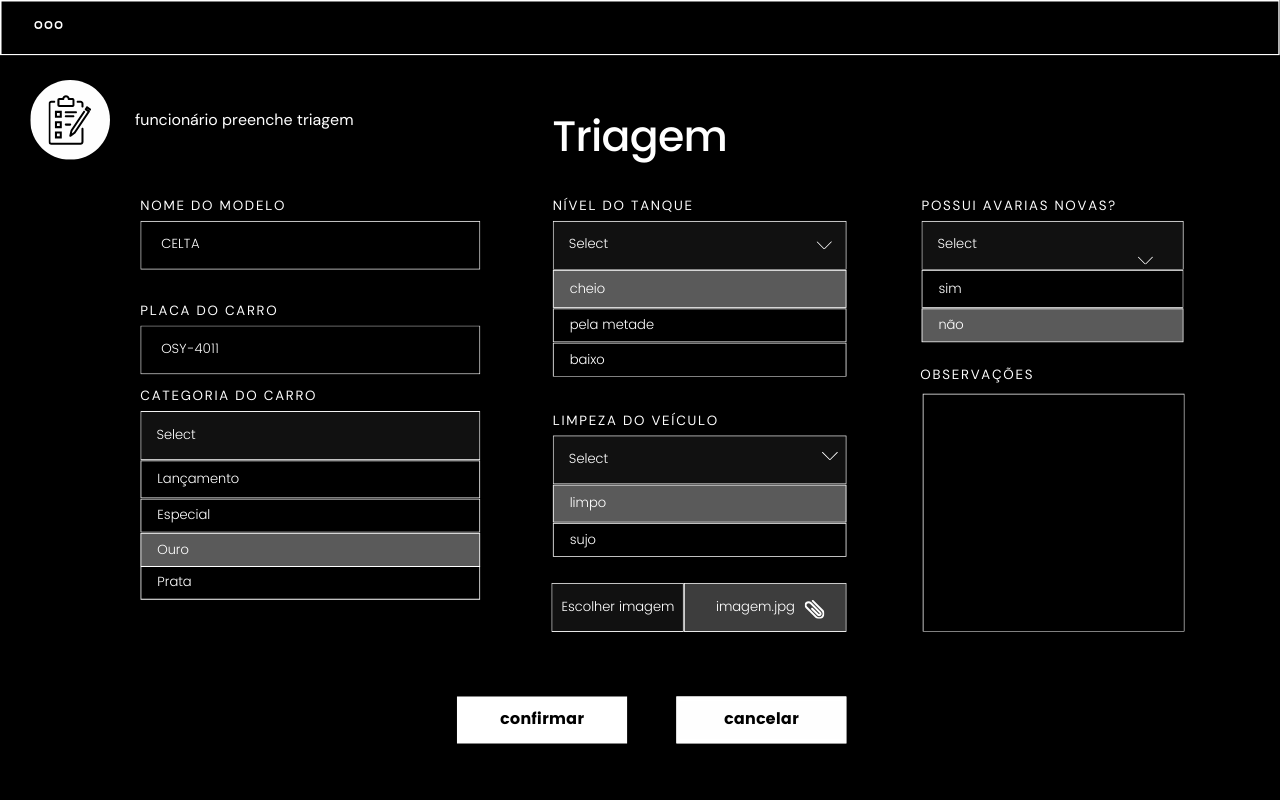 funcionário preenche triagem
Triagem
NOME DO MODELO
CELTA
PLACA DO CARRO
OSY-4011
CATEGORIA DO CARRO
Select
Lançamento
Especial
Ouro
Prata
NÍVEL DO TANQUE
Select
cheio
pela metade
baixo
LIMPEZA DO VEÍCULO
Select
limpo
sujo
Escolher imagem
imagem.jpg
POSSUI AVARIAS NOVAS?
Select
sim
não
OBSERVAÇÕES
confirmar
cancelar